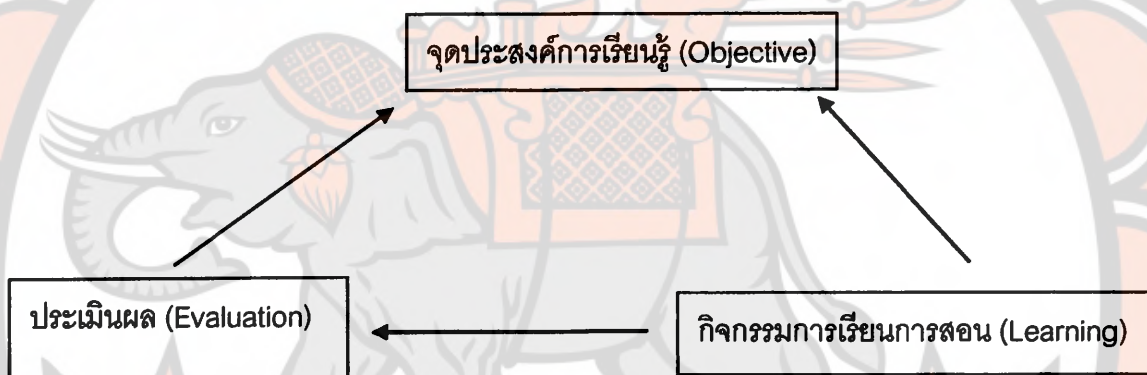 จุดประสงค์การเรียนรู้ (Objective)
ประเมินผล (Evaluation)
กิจกรรมการเรียนการสอน (Learning)